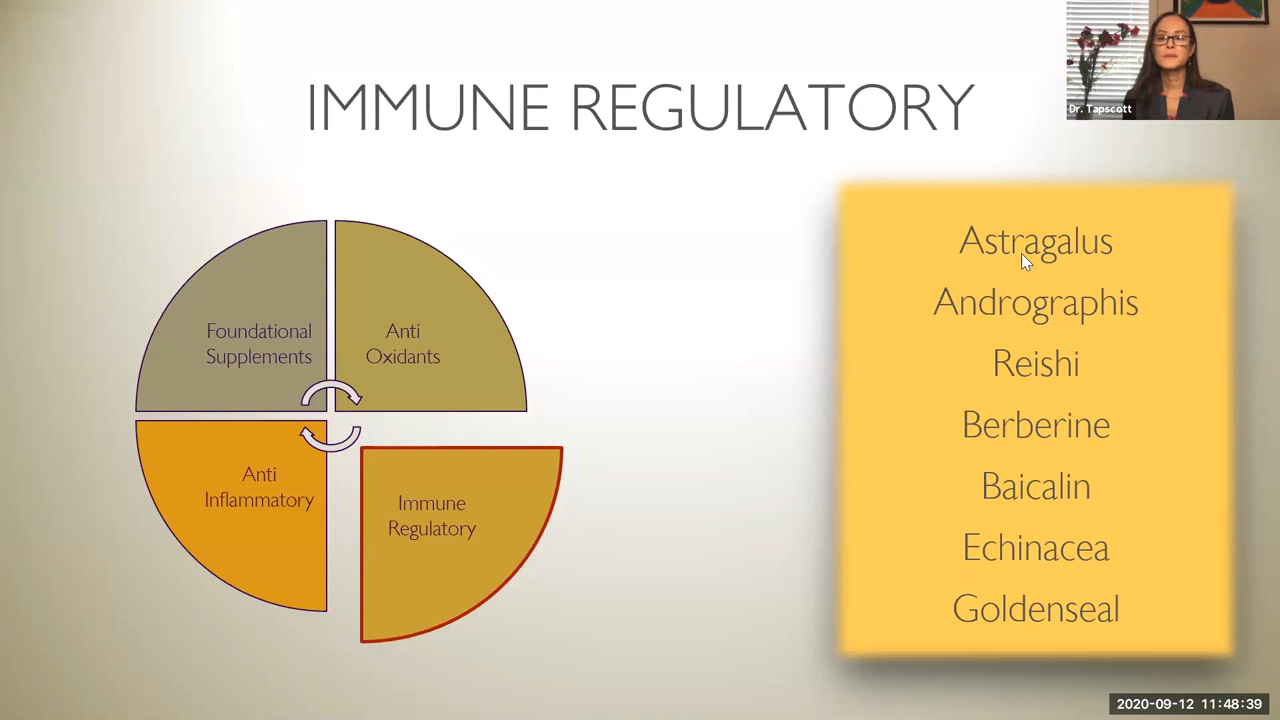 Dr. Tapscott
IMMUNE REGULATORY
Foundational
Supplements
Anti
Oxidants
Anti
Inflammatory
Immune
Regulatory
Astragalus
Andrographis
Reishi
Berberine
Baicalin
Echinacea
Goldenseal
2020-09-12 11:48:39